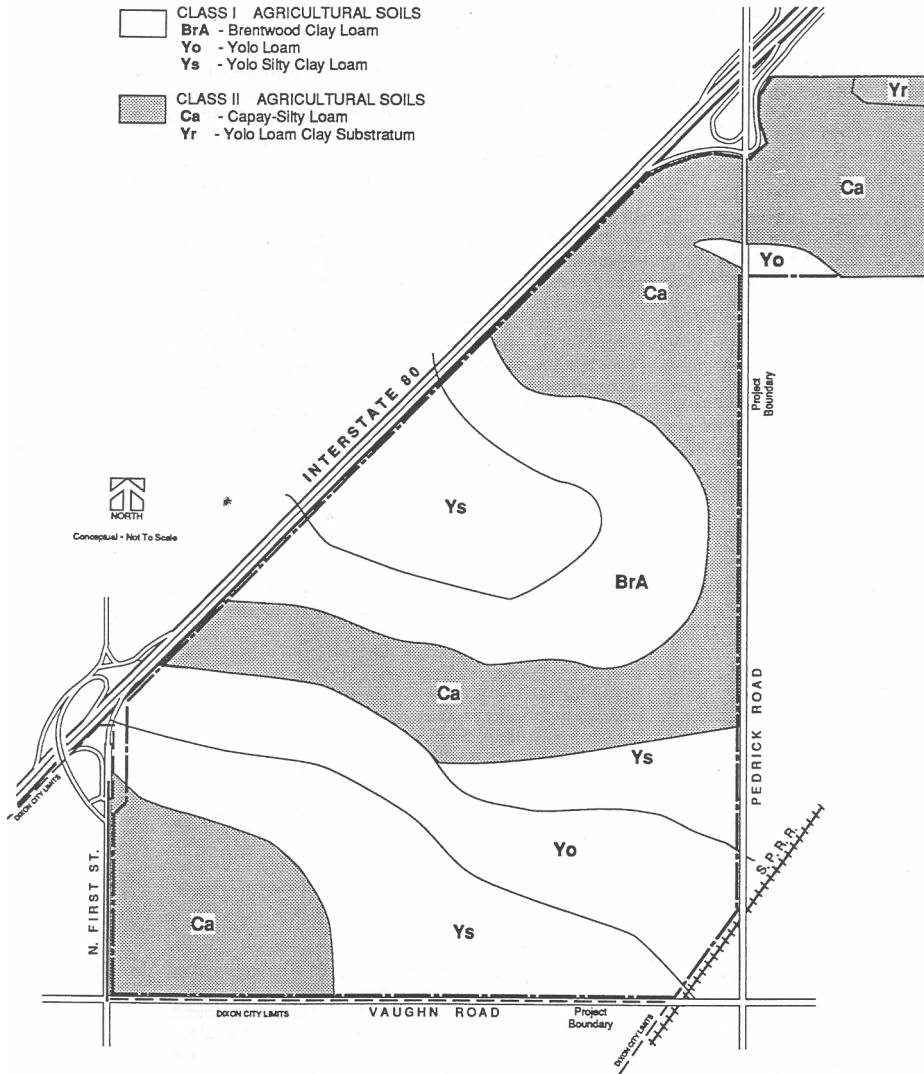 CLASS I AGRICULTURAL SOILS
BrA - Brentwood Clay Loam
Yo - Yolo Loam
Ys - Yolo Silty Clay Loam
CLASS II AGRICULTURAL SOILS
Ca - Capay-Silty Loam
Yr - Yolo Loam Clay Substratum
Yr
Ca
Yo
Ca
Project
Boundary
INTERSTATE 80
NORTH
Conceptual • Not To Scale
Ys
BrA
Ca
PEDRICK ROAD
Ys
DIXON CITY LIMITS
S.P.R.R.
Yo
N. FIRST ST.
Ca
Ys
DIXON CITY LIMITS
VAUGHN ROAD
Project
Boundary
DIXON CITY LIMITS